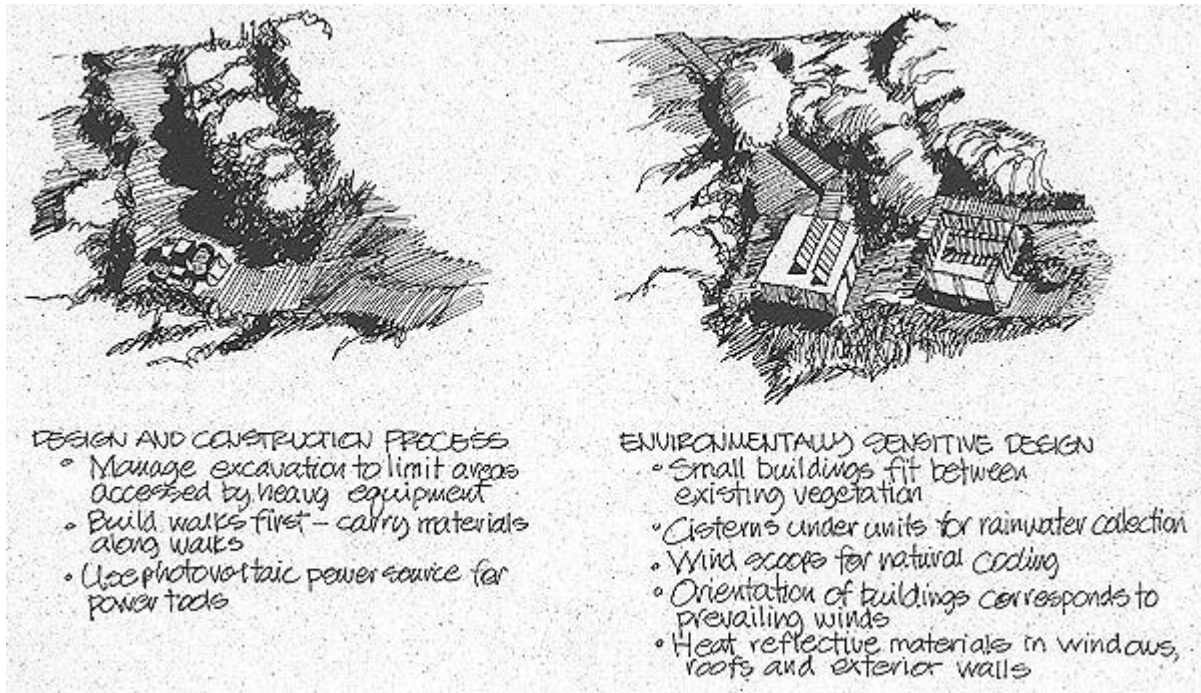 DESIGN AND CONSTRUCTION PROCESS
• Manage excavation to limit areas
accessed by heavy equipment
• Build walks first - carry materials
along walks
• Use photovoltaic power source for
power tools
ENVIRONMENTALLY SENSITIVE DESIGN
• Small buildings fit between
existing vegetation
• Cisterns under units for rainwater collection
• Wind scoops for natural cooling
• Orientation of buildings corresponds to
prevailing winds
• Heat reflective materials in windows,
roofs and exterior walls